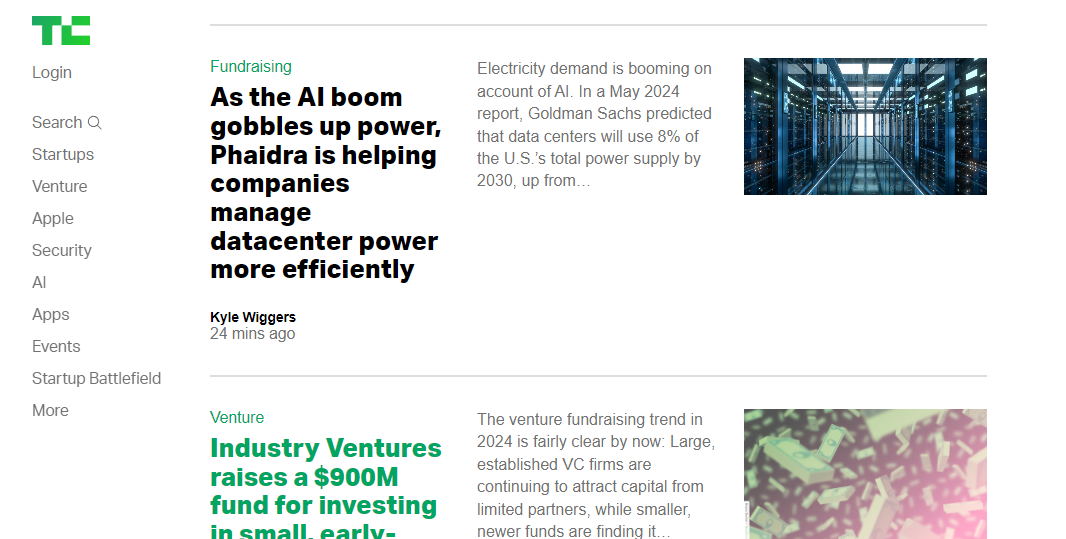 TC
Login
Search
Startups
Venture
Apple
Security
AI
Apps
Events
Startup Battlefield
More
Fundraising
As the AI boom
gobbles up power,
Phaidra is helping
companies
manage
datacenter power
more efficiently
Kyle Wiggers
24 mins ago
Electricity demand is booming on
account of AI. In a May 2024
report, Goldman Sachs predicted
that data centers will use 8% of
the U.S.’s total power supply by
2030, up from…
Venture
Industry Ventures
raises a $900M
fund for investing
in small, early-
The venture fundraising trend in
2024 is fairly clear by now: Large,
established VC firms are
continuing to attract capital from
limited partners, while smaller,
newer funds are finding it…